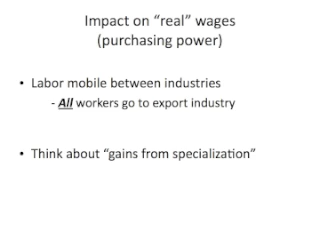 Impact on “real” wages
(purchasing power)
• Labor mobile between industries
- All workers go to export industry
• Think about “gains from specialization”